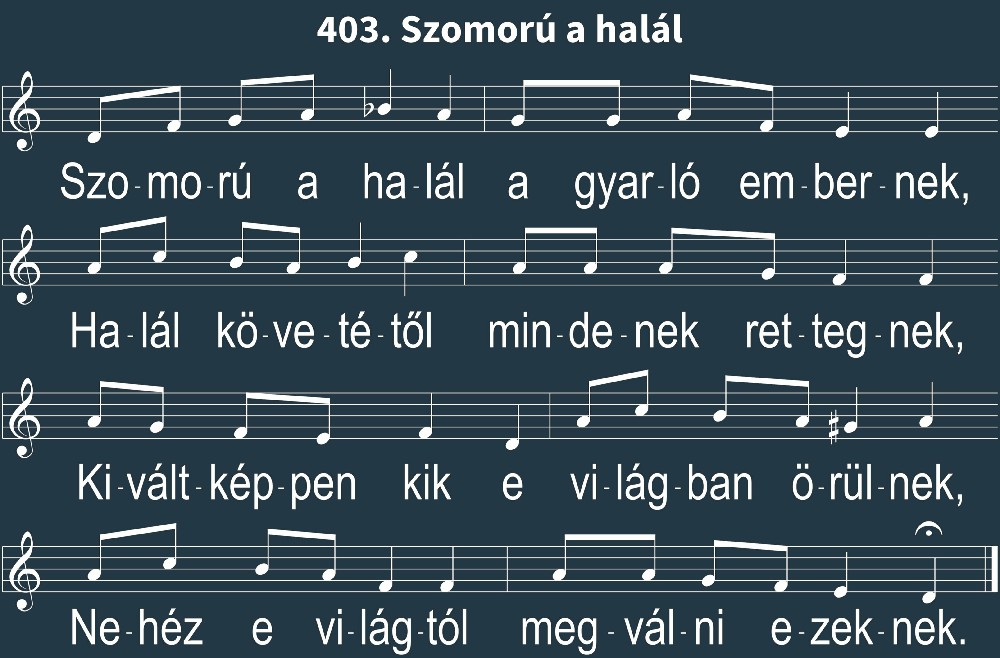 403. Szomorú a halál
Szo-mo-rú a ha-lál a gyar-ló em-ber-nek,
Ha-lál kö-ve-té-től min-de-nek ret-teg-nek,
Ki-vált-kép-pen kik e vi-lág-ban ö-rül-nek,
Ne-héz e vi-lág-tól meg-vál-ni e-zek-nek.